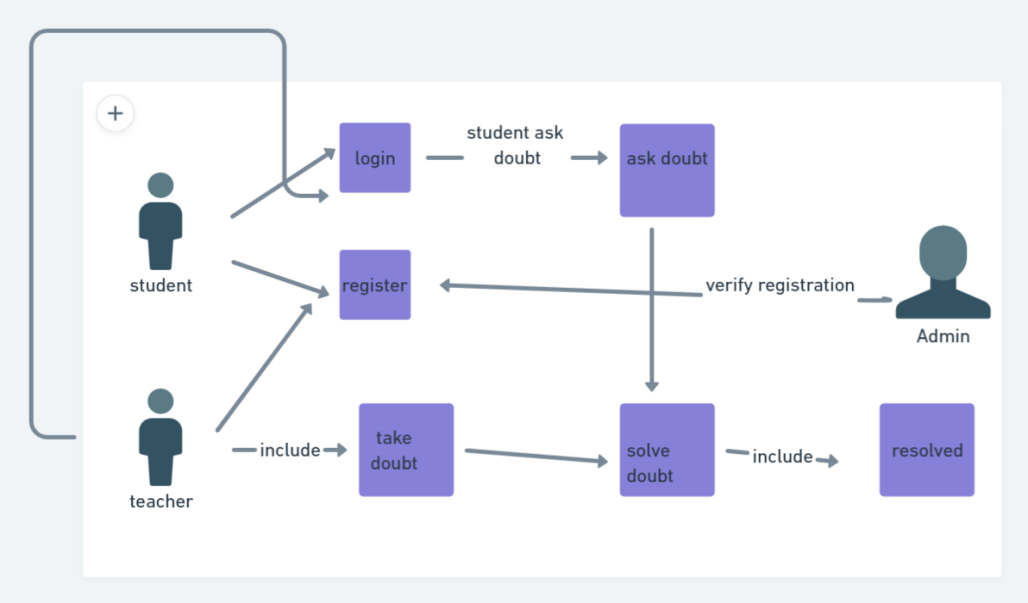 login
student ask
doubt
ask doubt
student
register
verify registration
Admin
take
doubt
include
solve
doubt
include
resolved
teacher